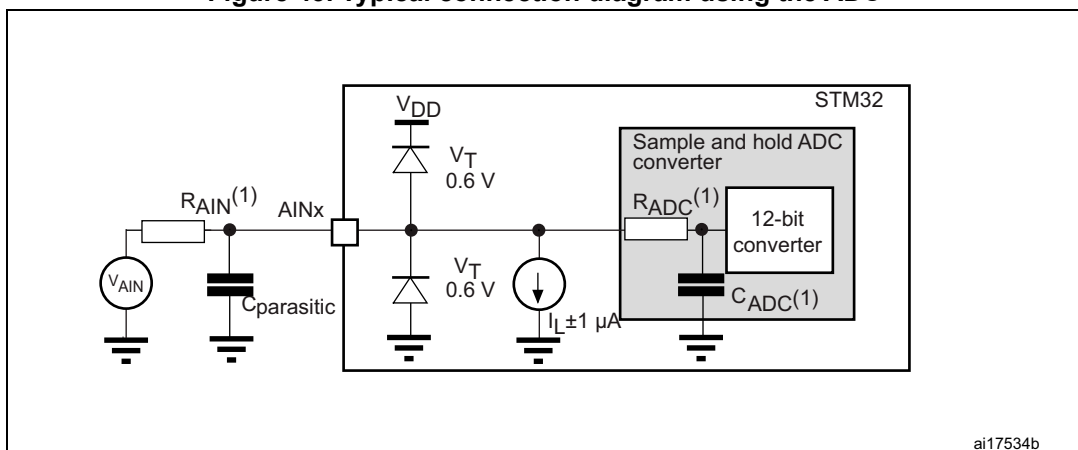 Figure Typical connection diagram using the ADC
STM32
VDD
VT
0.6 V
Sample and hold ADC
converter
RAIN(1)
AINx
RADC(1)
12-bit
converter
VAIN
Cparasitic
VT
0.6 V
IL±1 µA
CADC(1)
ai17534b